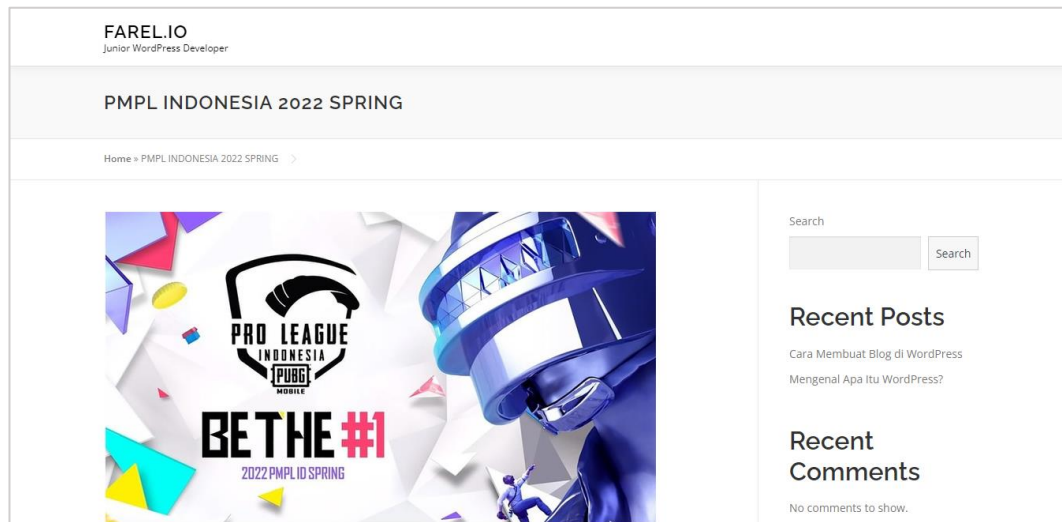 FAREL.IO
Junior WordPress Developer
PMPL INDONESIA 2022 SPRING
Home » PMPL INDONESIA 2022 SPRING
PRO LEAGUE
INDONESIA
PUBG
MOBILE
BE THE #1
2022 PMPL ID SPRING
Search
Search
Recent Posts
Cara Membuat Blog di WordPress
Mengenal Apa Itu WordPress?
Recent
Comments
No comments to show.